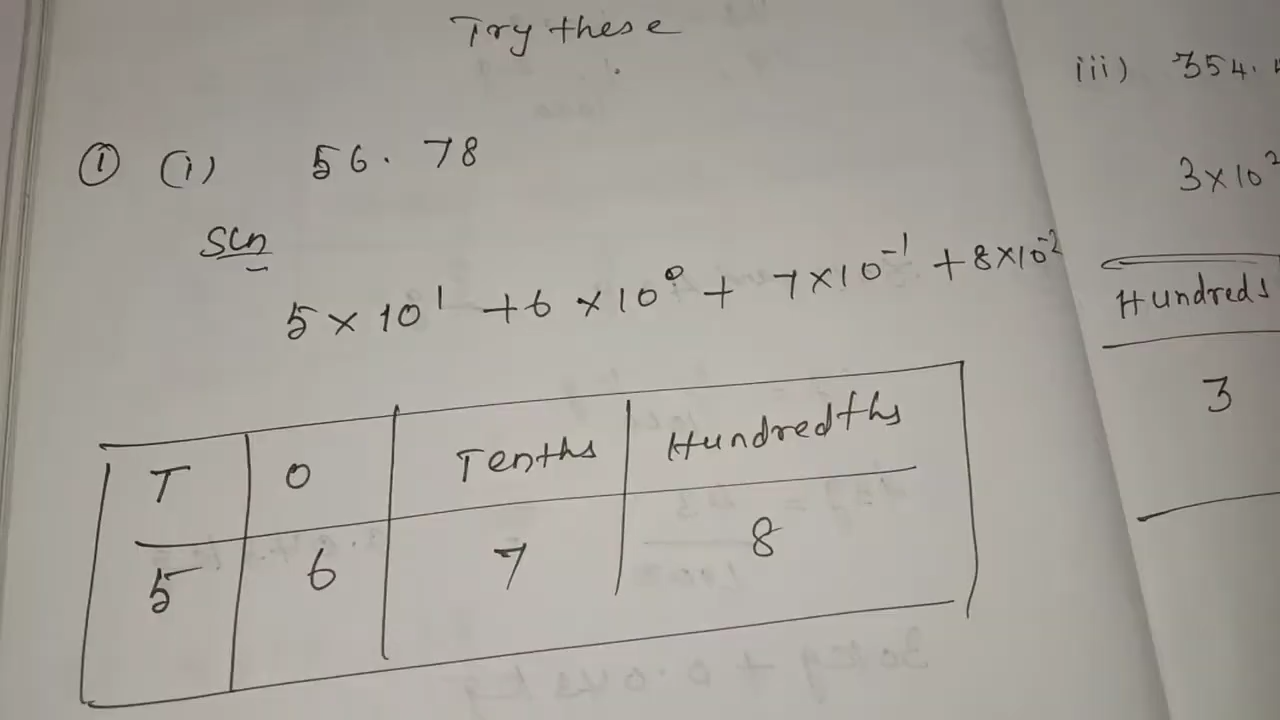 Try these
① (i) 56.78
Soln
5 × 10¹ + 6 × 10⁰ + 7 × 10⁻¹ + 8 × 10⁻²
T O Tenths Hundredths
5 6 7 8
iii) 354.
3 × 10²
Hundreds
3